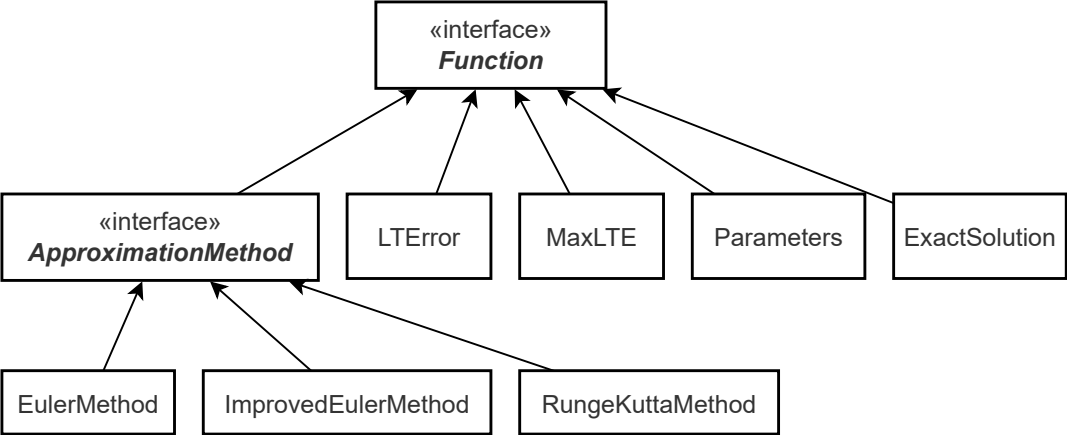 «interface»
Function
«interface»
ApproximationMethod
LTError
MaxLTE
Parameters
ExactSolution
EulerMethod
ImprovedEulerMethod
RungeKuttaMethod